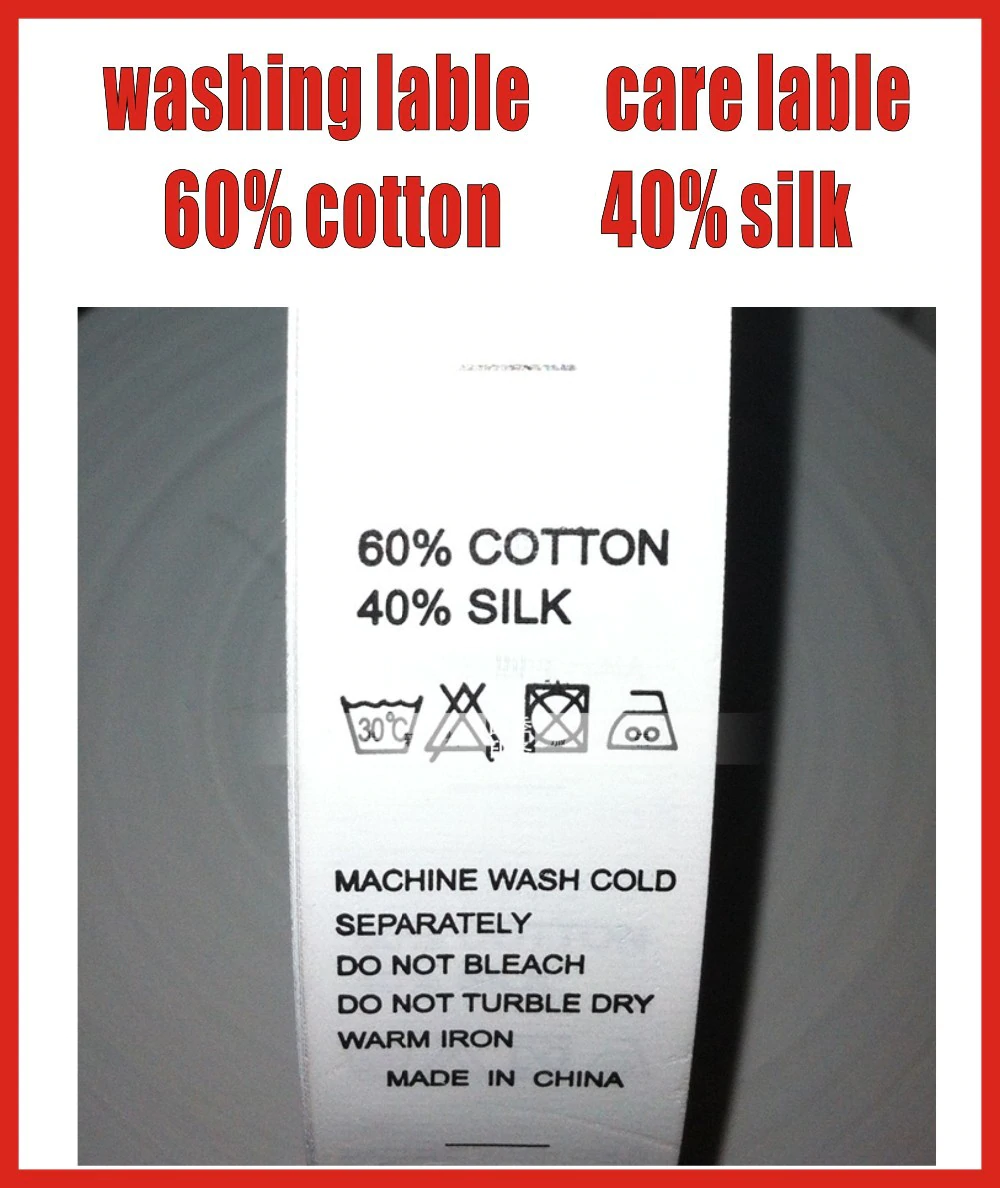 washing lable care lable
60% cotton 40% silk
60% COTTON
40% SILK
30°C
MACHINE WASH COLD
SEPARATELY
DO NOT BLEACH
DO NOT TURBLE DRY
WARM IRON
MADE IN CHINA